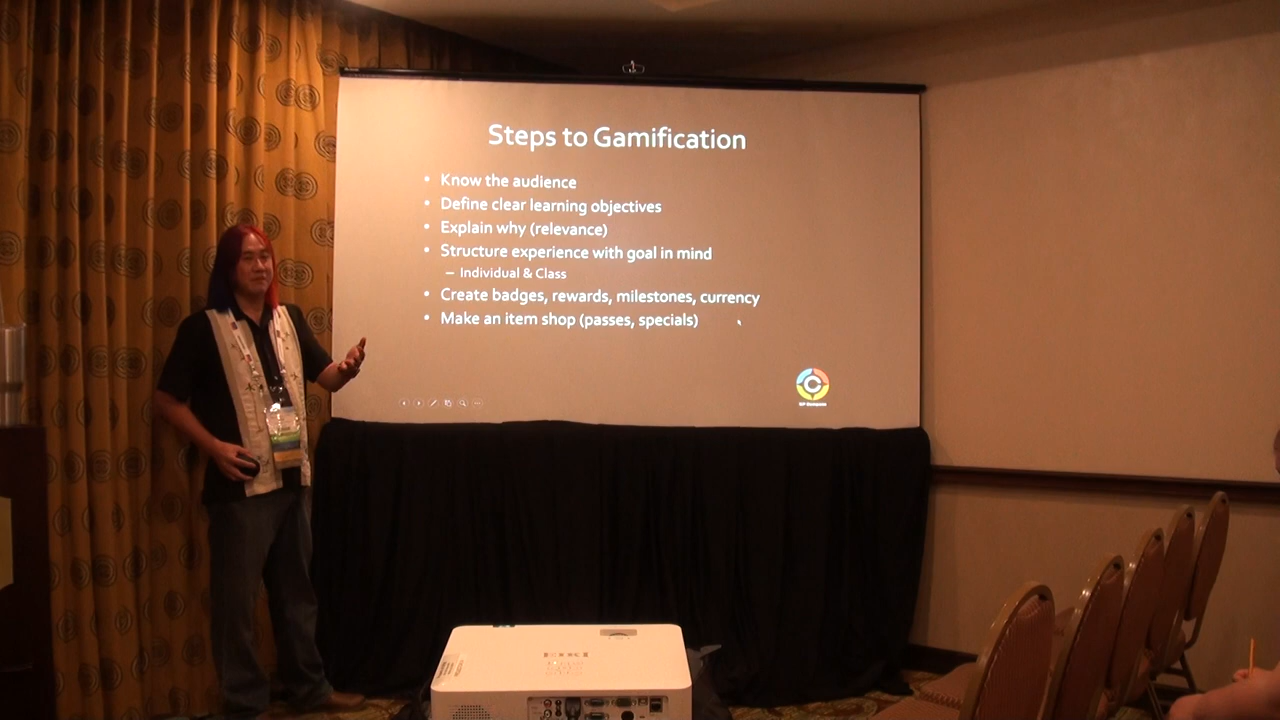 Steps to Gamification
• Know the audience
• Define clear learning objectives
• Explain why (relevance)
• Structure experience with goal in mind
– Individual & Class
• Create badges, rewards, milestones, currency
• Make an item shop (passes, specials)
C
EIKI